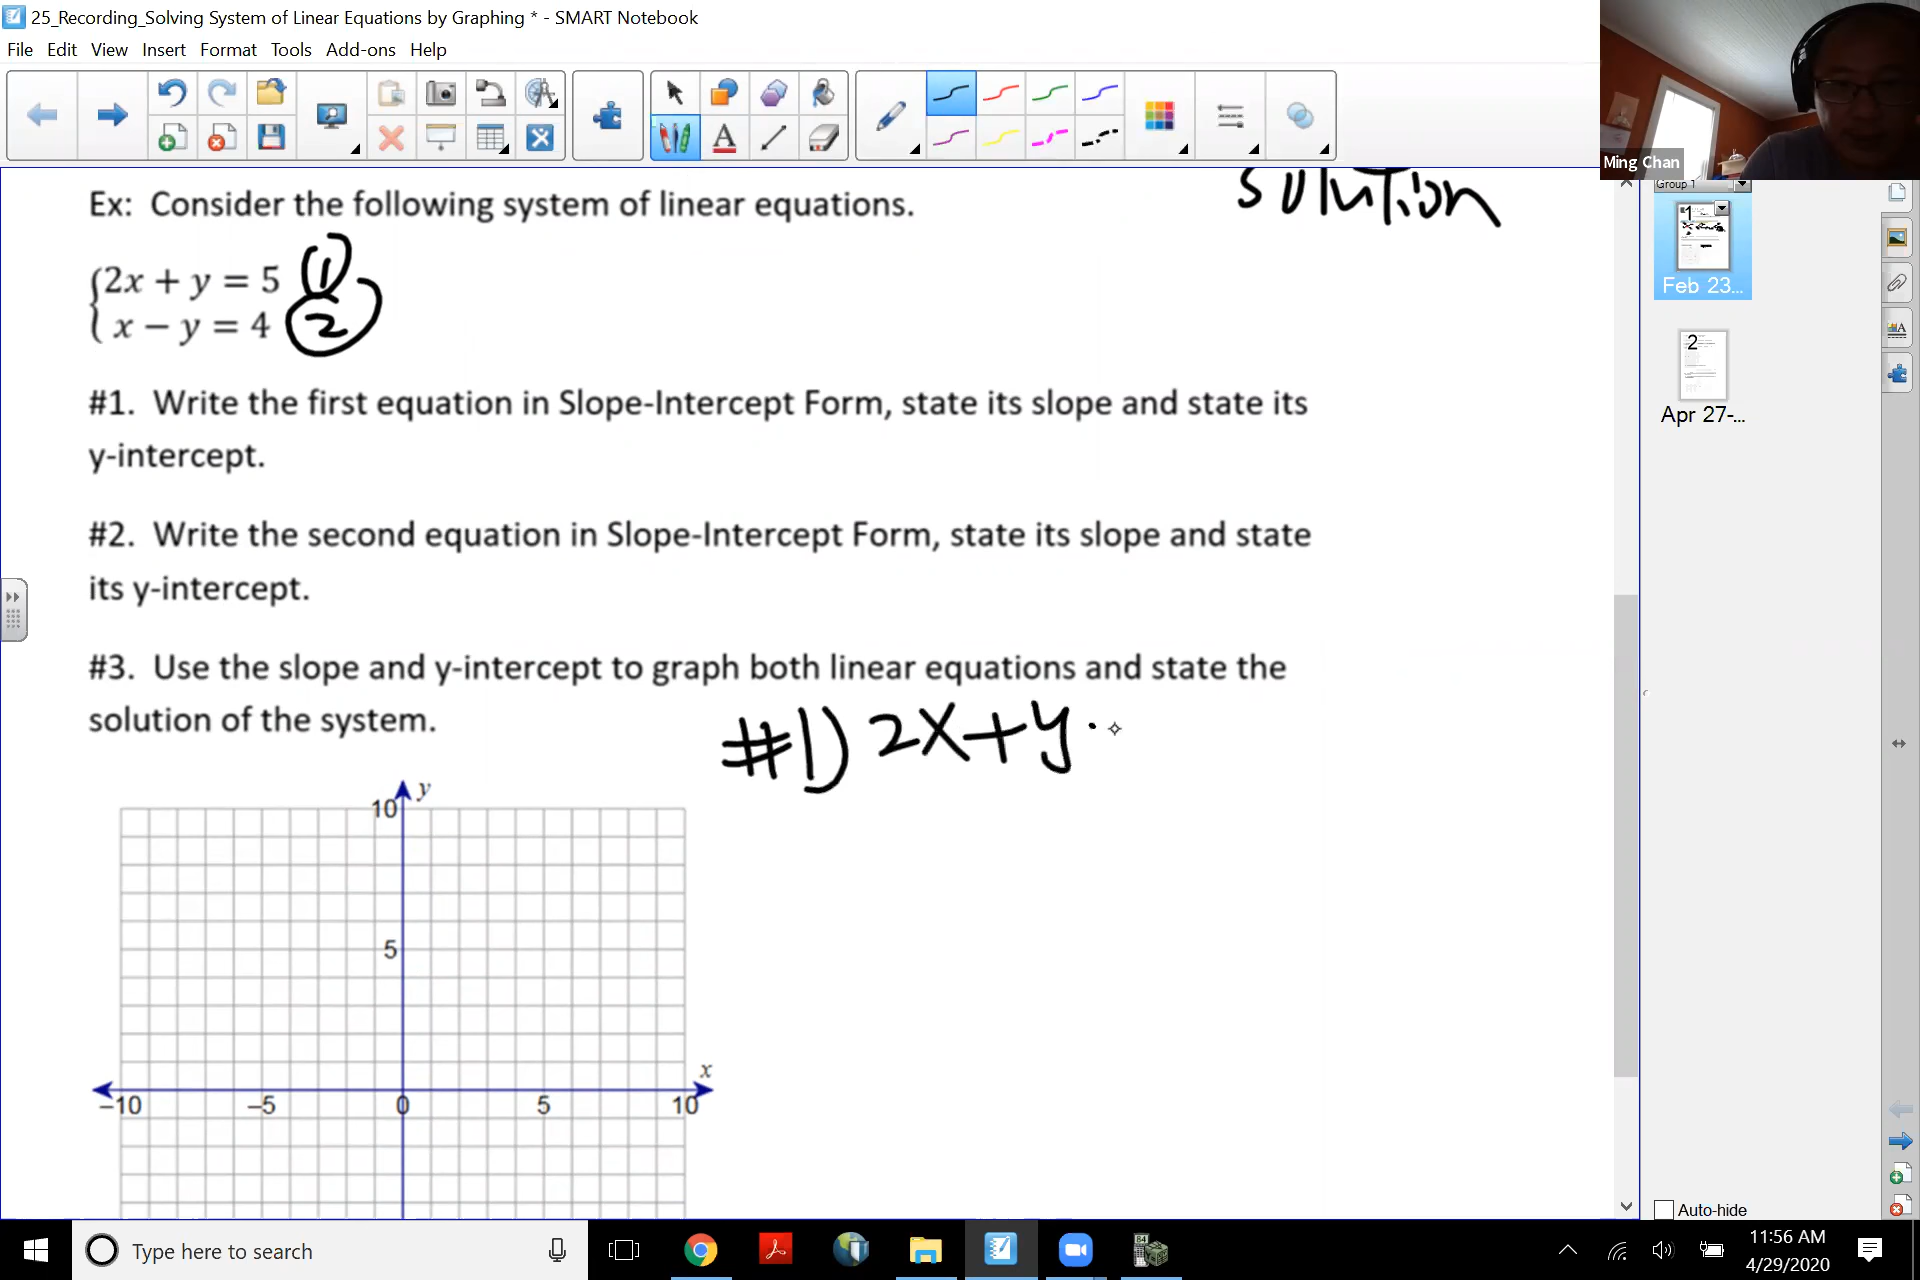 25_Recording_Solving System of Linear Equations by Graphing * - SMART Notebook
File Edit View Insert Format Tools Add-ons Help
Ming Chan
Group 1
solution
Ex: Consider the following system of linear equations.
2x + y = 5 (1)
x − y = 4 2
#1. Write the first equation in Slope-Intercept Form, state its slope and state its
y-intercept.
#2. Write the second equation in Slope-Intercept Form, state its slope and state
its y-intercept.
#3. Use the slope and y-intercept to graph both linear equations and state the
solution of the system.
#1) 2x+y
y
10
5
x
−10 −5 0 5 10
1
Feb 23...
2
Apr 27-...
Auto-hide
Type here to search
84
11:56 AM
4/29/2020